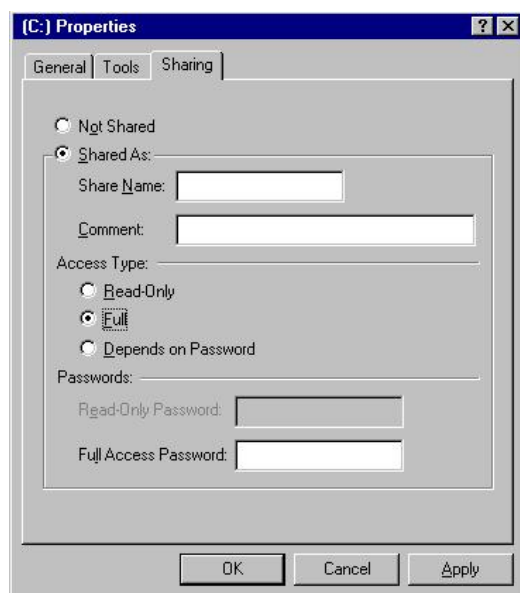 (C:) Properties
General Tools Sharing
Not Shared
Shared As:
Share Name:
Comment:
Access Type:
Read-Only
Full
Depends on Password
Passwords:
Read-Only Password:
Full Access Password:
OK Cancel Apply